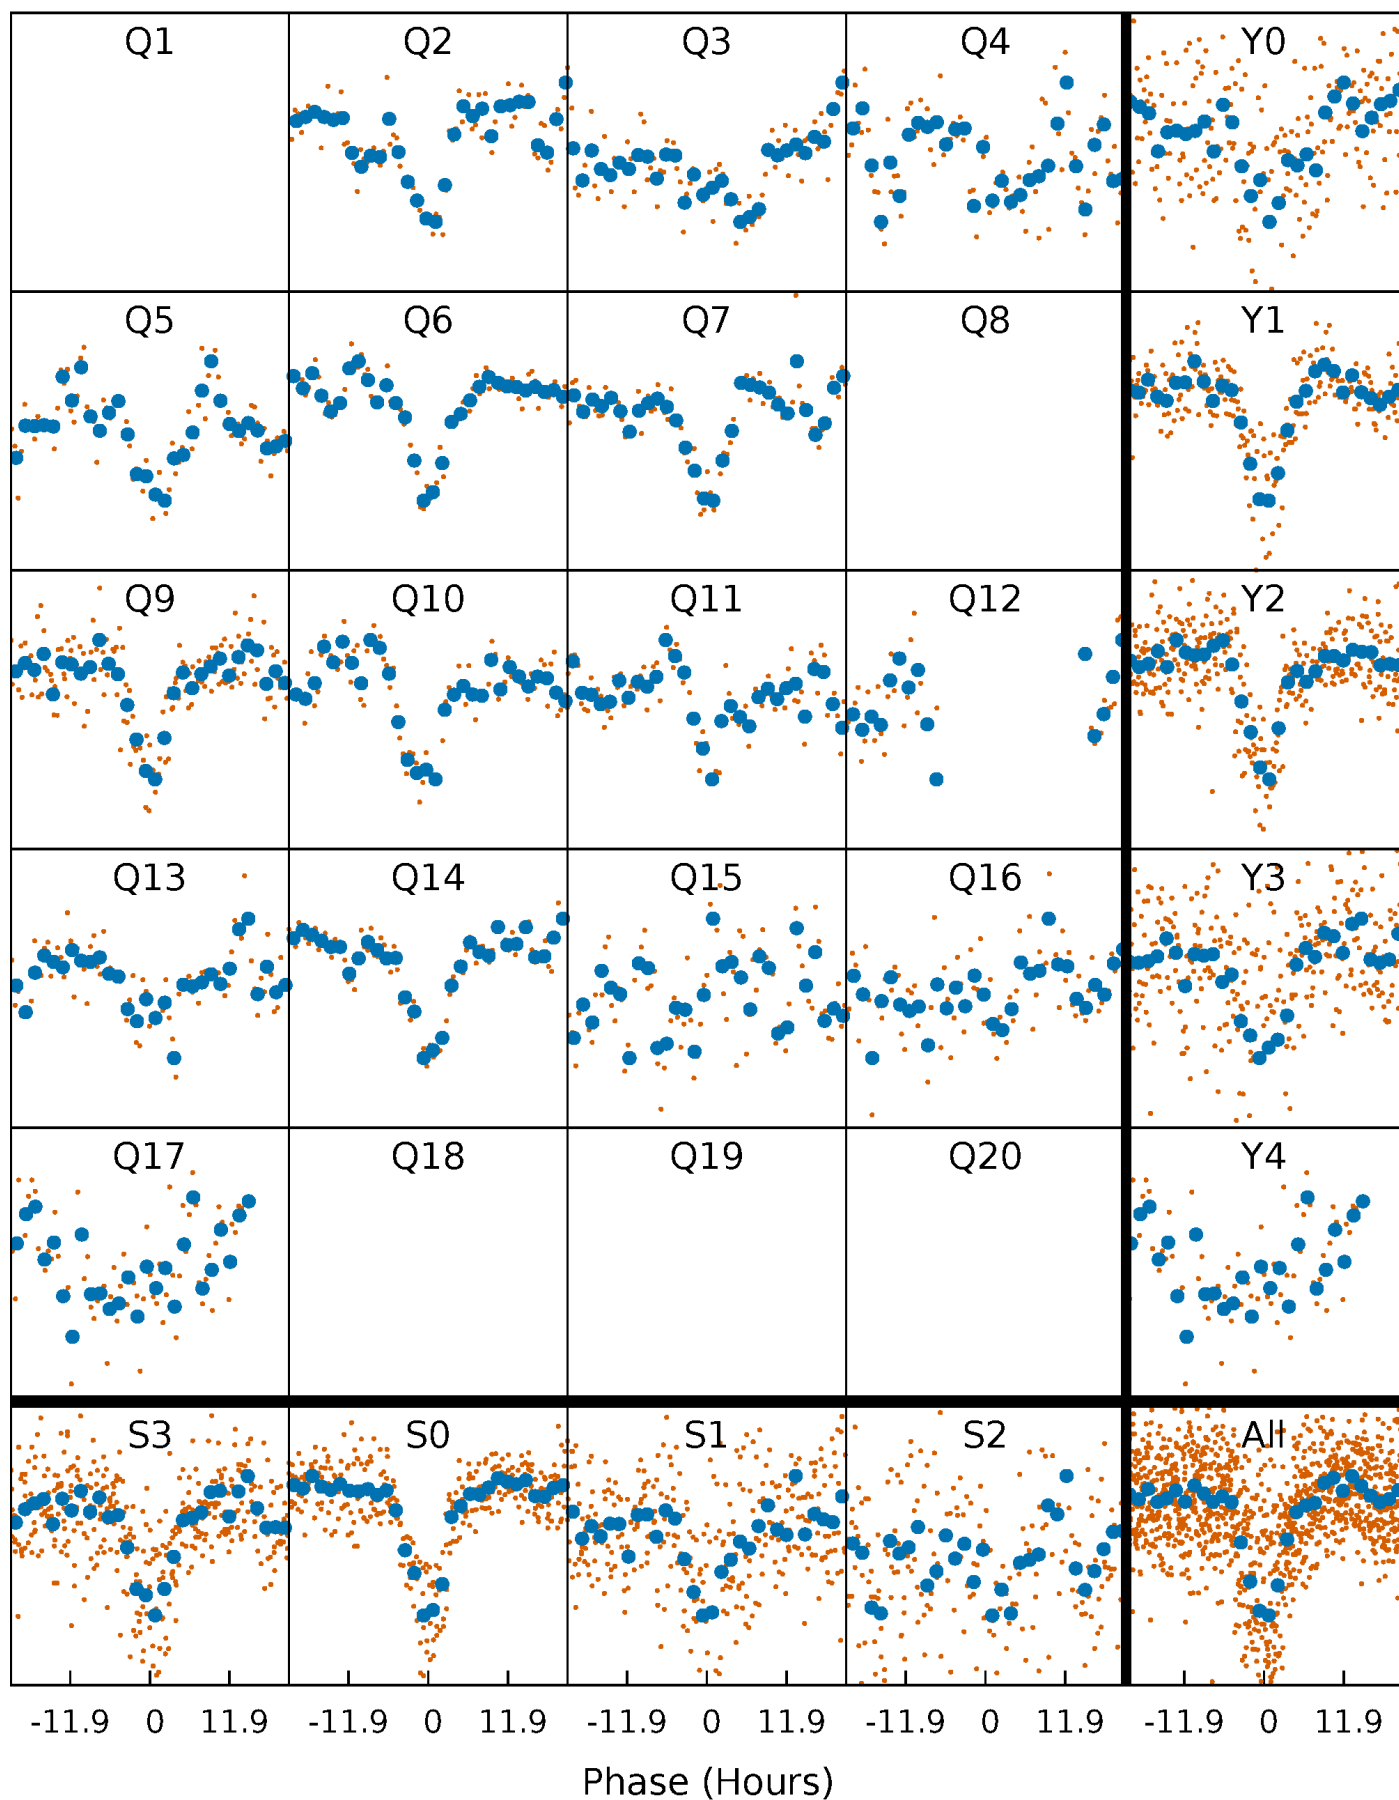 Q1 Q2 Q3 Q4 Y0
Q5 Q6 Q7 Q8 Y1
Q9 Q10 Q11 Q12 Y2
Q13 Q14 Q15 Q16 Y3
Q17 Q18 Q19 Q20 Y4
S3 S0 S1 S2 All
-11.9 0 11.9 -11.9 0 11.9 -11.9 0 11.9 -11.9 0 11.9 -11.9 0 11.9
Phase (Hours)